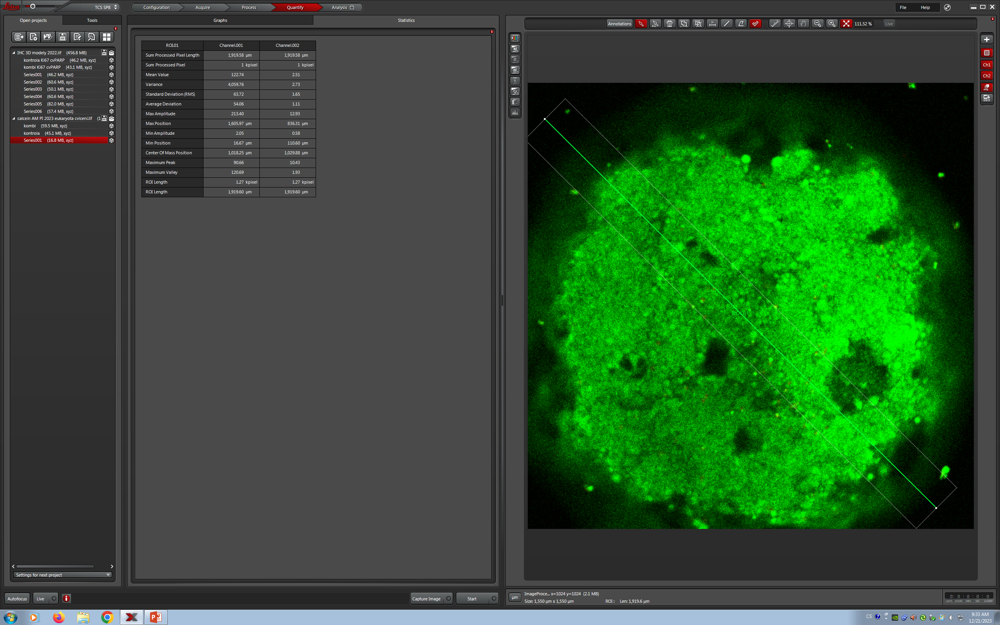 Leica
TCS SP8
Configuration
Acquire
Process
Quantify
Analysis
File
Help
Open projects
Tools
Graphs
Statistics
Annotations
111.52 %
Live
IHC 3D modely 2022.lif (456.8 MB)
kontrola Ki67 cvPARP (46.2 MB, xyz)
kombi Ki67 cvPARP (43.1 MB, xyz)
Series001 (46.2 MB, xyz)
Series002 (60.6 MB, xyz)
Series003 (50.1 MB, xyz)
Series004 (60.6 MB, xyz)
Series005 (82.0 MB, xyz)
Series006 (57.4 MB, xyz)
calcein AM PI 2023 eukaryota cviceni.lif (1
kombi (59.5 MB, xyz)
kontrola (45.1 MB, xyz)
Series001 (16.8 MB, xyz)
Settings for next project
ROI.01 Channel.001 Channel.002
Sum Processed Pixel Length 1,919.58 µm 1,919.58 µm
Sum Processed Pixel 1 kpixel 1 kpixel
Mean Value 122.74 2.51
Variance 4,059.76 2.73
Standard Deviation (RMS) 63.72 1.65
Average Deviation 54.06 1.11
Max Amplitude 213.40 12.93
Max Position 1,605.97 µm 836.31 µm
Min Amplitude 2.05 0.58
Min Position 16.67 µm 110.60 µm
Center Of Mass Position 1,018.25 µm 1,029.88 µm
Maximum Peak 90.66 10.43
Maximum Valley 120.69 1.93
ROI Length 1.27 kpixel 1.27 kpixel
ROI Length 1,919.60 µm 1,919.60 µm
Ch1
Ch2
ROI.01
Autofocus
Live
Capture Image
Start
µm
ImageProce... x=1024 y=1024 (2.1 MB)
Size: 1,550 µm x 1,550 µm ROI : Len: 1,919.6 µm
0: 0 : 0 : 0 : 0
DAYS HOURS MIN SEC 1/1000
CS
9:33 AM
12/21/2023